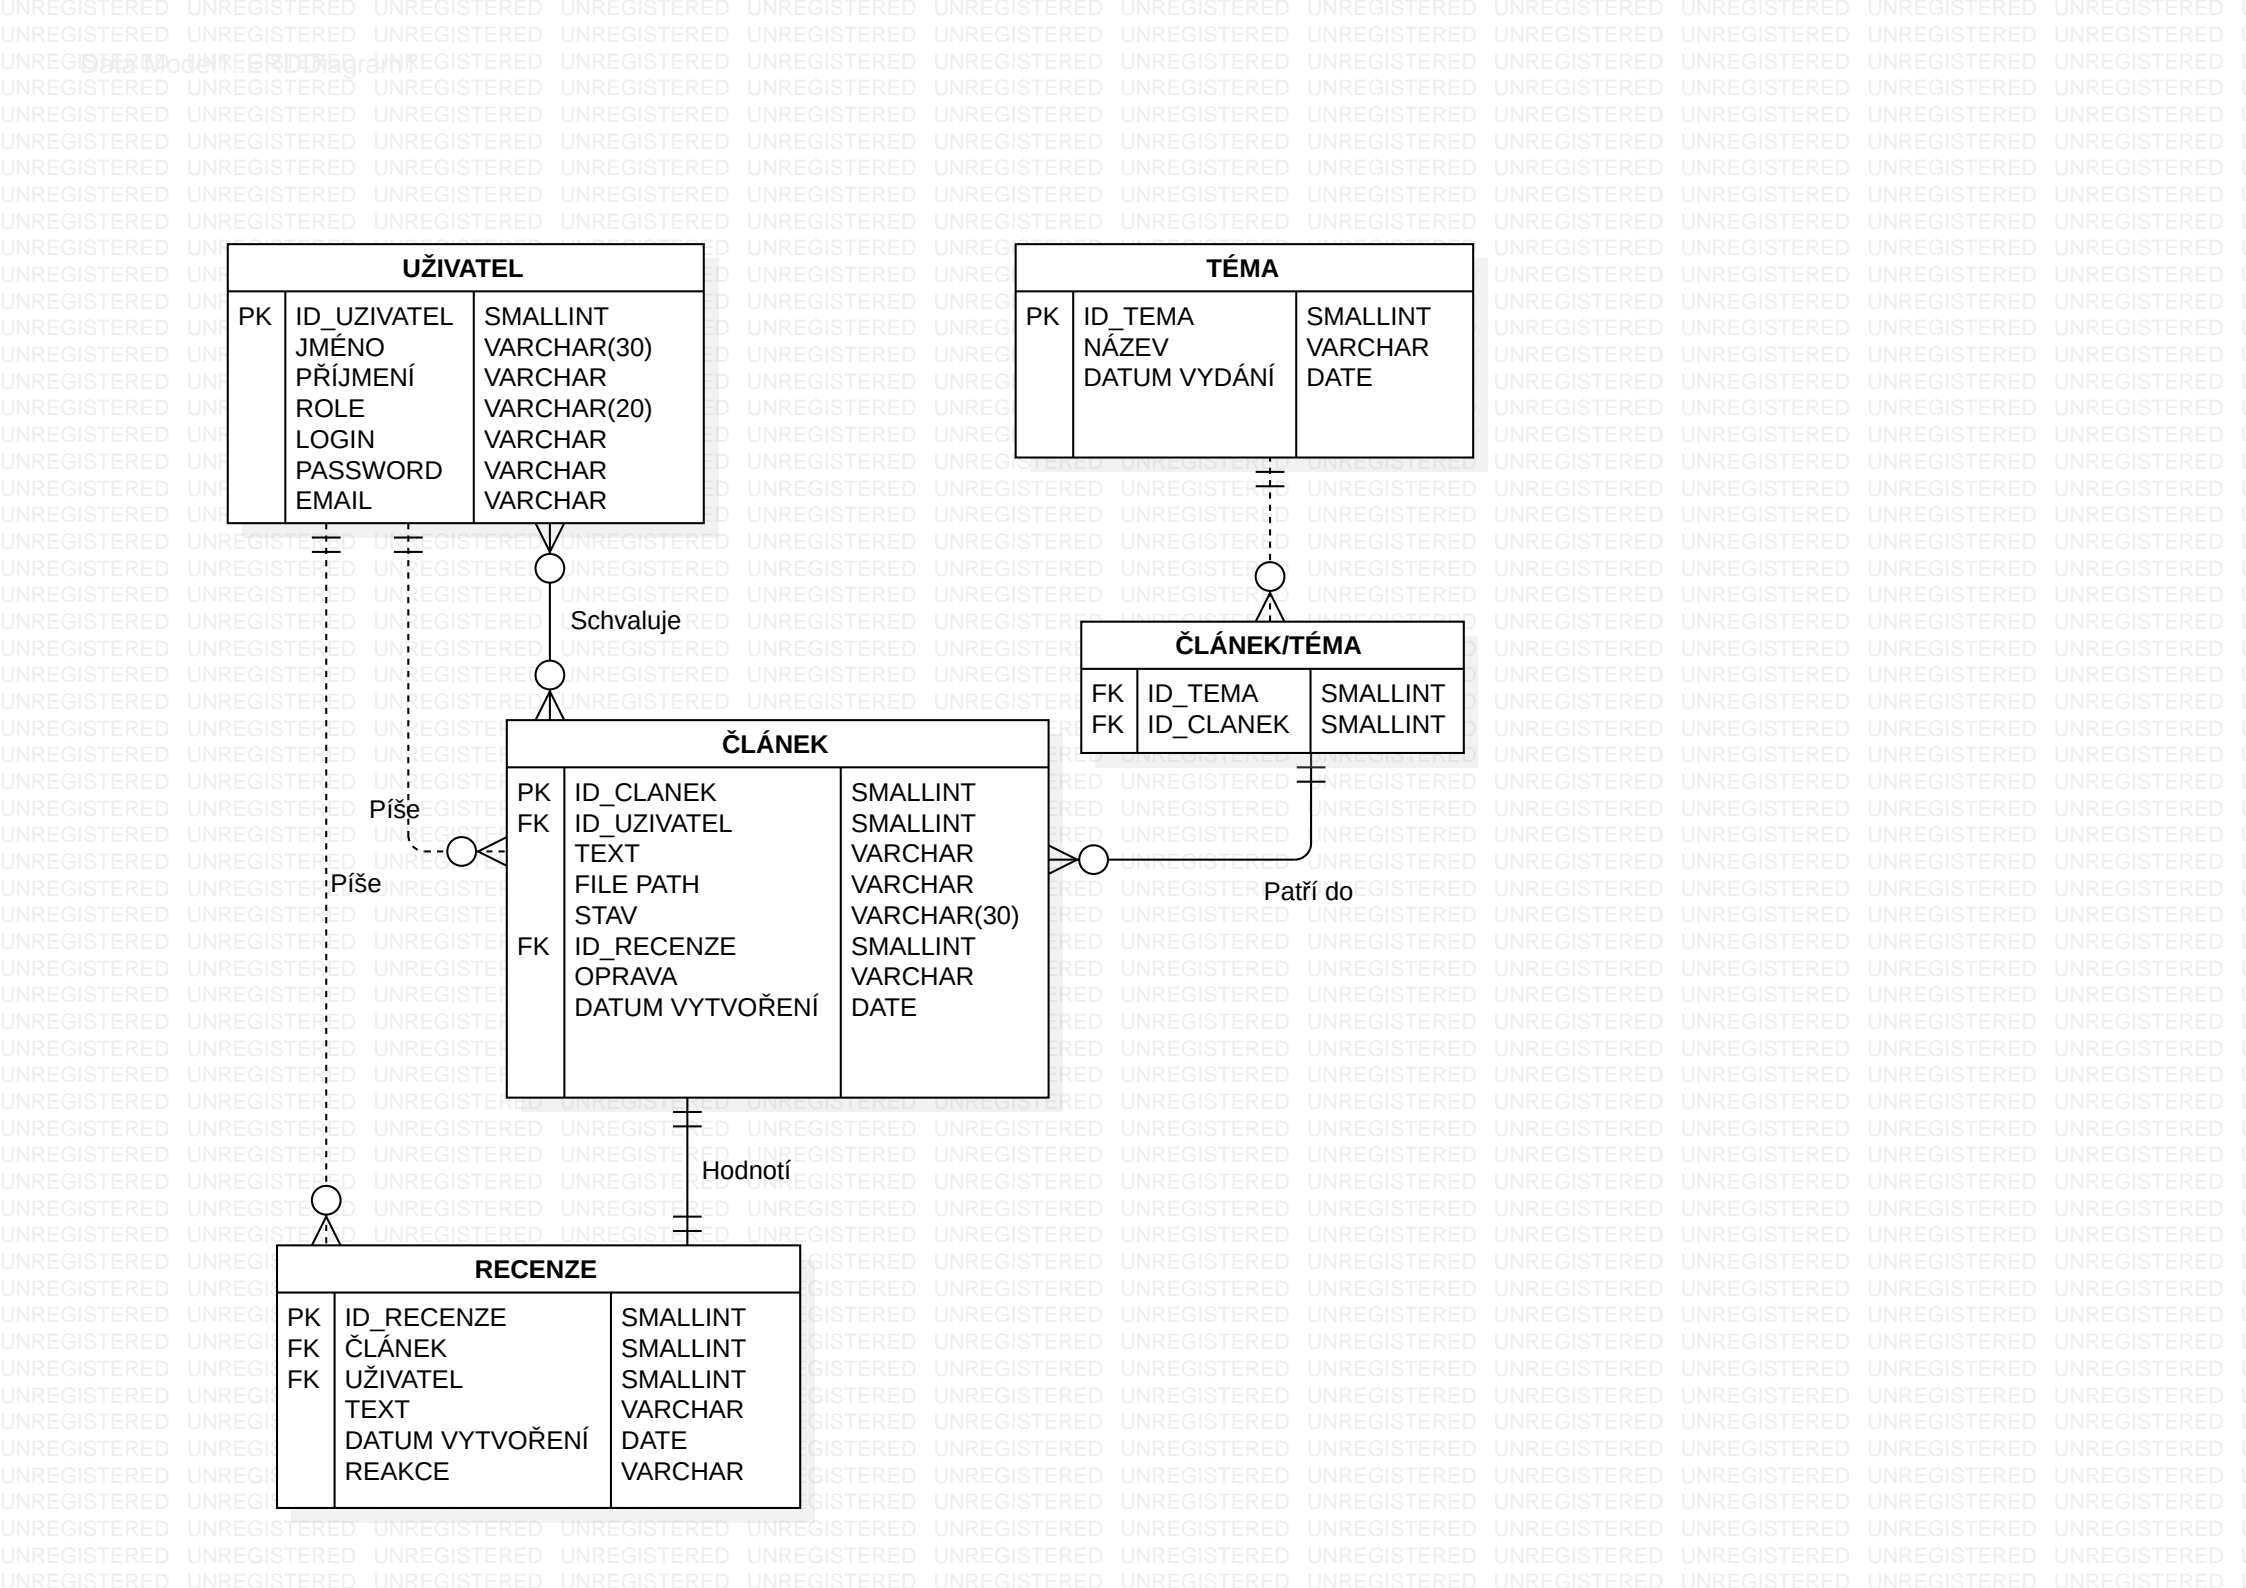 Data Model1::ERDDiagram1
UŽIVATEL
PK ID_UZIVATEL SMALLINT
JMÉNO VARCHAR(30)
PŘÍJMENÍ VARCHAR
ROLE VARCHAR(20)
LOGIN VARCHAR
PASSWORD VARCHAR
EMAIL VARCHAR
TÉMA
PK ID_TEMA SMALLINT
NÁZEV VARCHAR
DATUM VYDÁNÍ DATE
Schvaluje
ČLÁNEK/TÉMA
FK ID_TEMA SMALLINT
FK ID_CLANEK SMALLINT
Píše
Píše
ČLÁNEK
PK ID_CLANEK SMALLINT
FK ID_UZIVATEL SMALLINT
TEXT VARCHAR
FILE PATH VARCHAR
STAV VARCHAR(30)
FK ID_RECENZE SMALLINT
OPRAVA VARCHAR
DATUM VYTVOŘENÍ DATE
Patří do
Hodnotí
RECENZE
PK ID_RECENZE SMALLINT
FK ČLÁNEK SMALLINT
FK UŽIVATEL SMALLINT
TEXT VARCHAR
DATUM VYTVOŘENÍ DATE
REAKCE VARCHAR
UNREGISTERED